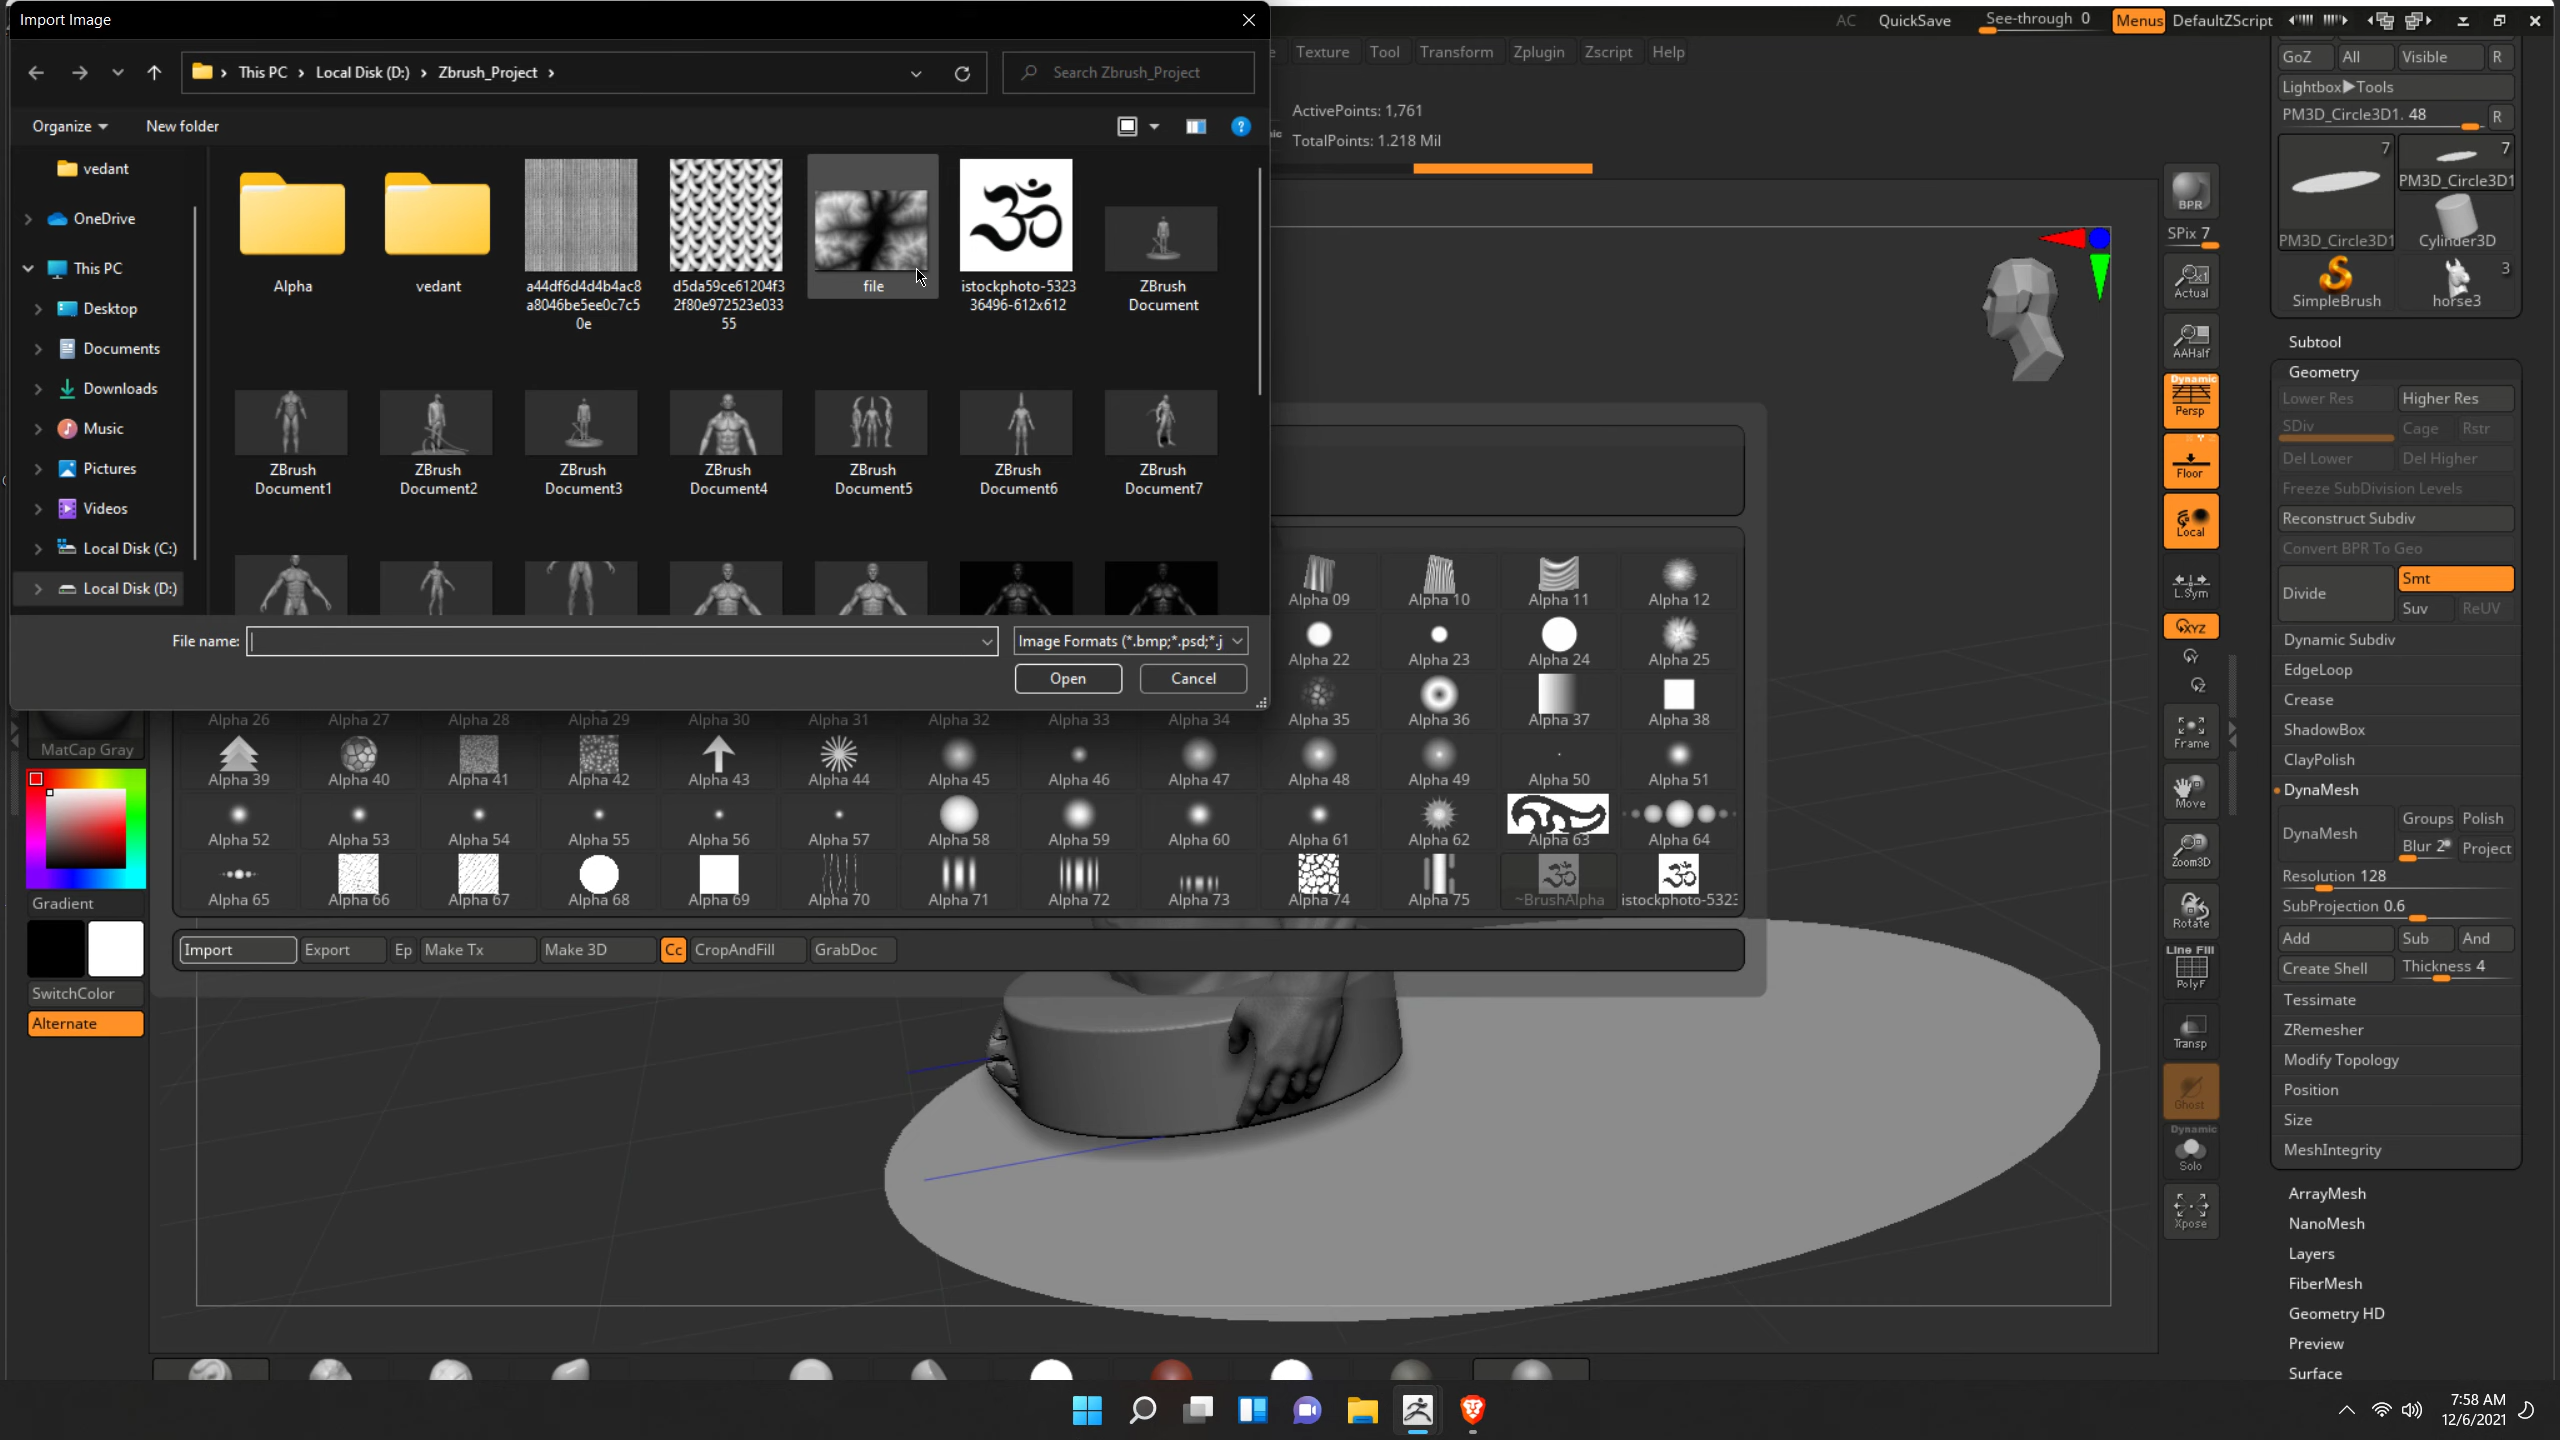 Import Image
AC QuickSave See-through 0 Menus DefaultZScript
This PC Local Disk (D:) Zbrush_Project
Search Zbrush_Project
Texture Tool Transform Zplugin Zscript Help
GoZ All Visible R
Lightbox▶Tools
ActivePoints: 1,761
PM3D_Circle3D1. 48 R
Organize New folder
TotalPoints: 1.218 Mil
7 7
PM3D_Circle3D1
PM3D_Circle3D1 Cylinder3D
SimpleBrush horse3 3
vedant
OneDrive
This PC
Desktop
Documents
Downloads
Music
Pictures
Videos
Local Disk (C:)
Local Disk (D:)
Alpha
vedant
a44df6d4d4b4ac8
a8046be5ee0c7c5
0e
d5da59ce61204f3
2f80e972523e033
55
file
istockphoto-5323
36496-612x612
ZBrush
Document
ZBrush
Document1
ZBrush
Document2
ZBrush
Document3
ZBrush
Document4
ZBrush
Document5
ZBrush
Document6
ZBrush
Document7
File name: Image Formats (*.bmp;*.psd;*.j
Open Cancel
BPR
SPix 7
Actual
AAHalf
Dynamic
Persp
Floor
Local
L.Sym
XYZ
Y
Z
Frame
Move
Zoom3D
Rotate
Line Fill
PolyF
Transp
Ghost
Dynamic
Solo
Xpose
Subtool
Geometry
Lower Res Higher Res
SDiv Cage Rstr
Del Lower Del Higher
Freeze SubDivision Levels
Reconstruct Subdiv
Convert BPR To Geo
Divide Smt
Suv ReUV
Dynamic Subdiv
EdgeLoop
Crease
ShadowBox
ClayPolish
DynaMesh
DynaMesh Groups Polish
Blur 2 Project
Resolution 128
SubProjection 0.6
Add Sub And
Create Shell Thickness 4
Tessimate
ZRemesher
Modify Topology
Position
Size
MeshIntegrity
ArrayMesh
NanoMesh
Layers
FiberMesh
Geometry HD
Preview
Surface
Alpha 09 Alpha 10 Alpha 11 Alpha 12
Alpha 22 Alpha 23 Alpha 24 Alpha 25
Alpha 26 Alpha 27 Alpha 28 Alpha 29 Alpha 30 Alpha 31 Alpha 32 Alpha 33 Alpha 34 Alpha 35 Alpha 36 Alpha 37 Alpha 38
Alpha 39 Alpha 40 Alpha 41 Alpha 42 Alpha 43 Alpha 44 Alpha 45 Alpha 46 Alpha 47 Alpha 48 Alpha 49 Alpha 50 Alpha 51
Alpha 52 Alpha 53 Alpha 54 Alpha 55 Alpha 56 Alpha 57 Alpha 58 Alpha 59 Alpha 60 Alpha 61 Alpha 62 Alpha 63 Alpha 64
Alpha 65 Alpha 66 Alpha 67 Alpha 68 Alpha 69 Alpha 70 Alpha 71 Alpha 72 Alpha 73 Alpha 74 Alpha 75 ~BrushAlpha istockphoto-5323
Import Export Ep Make Tx Make 3D Cc CropAndFill GrabDoc
MatCap Gray
Gradient
SwitchColor
Alternate
7:58 AM
12/6/2021